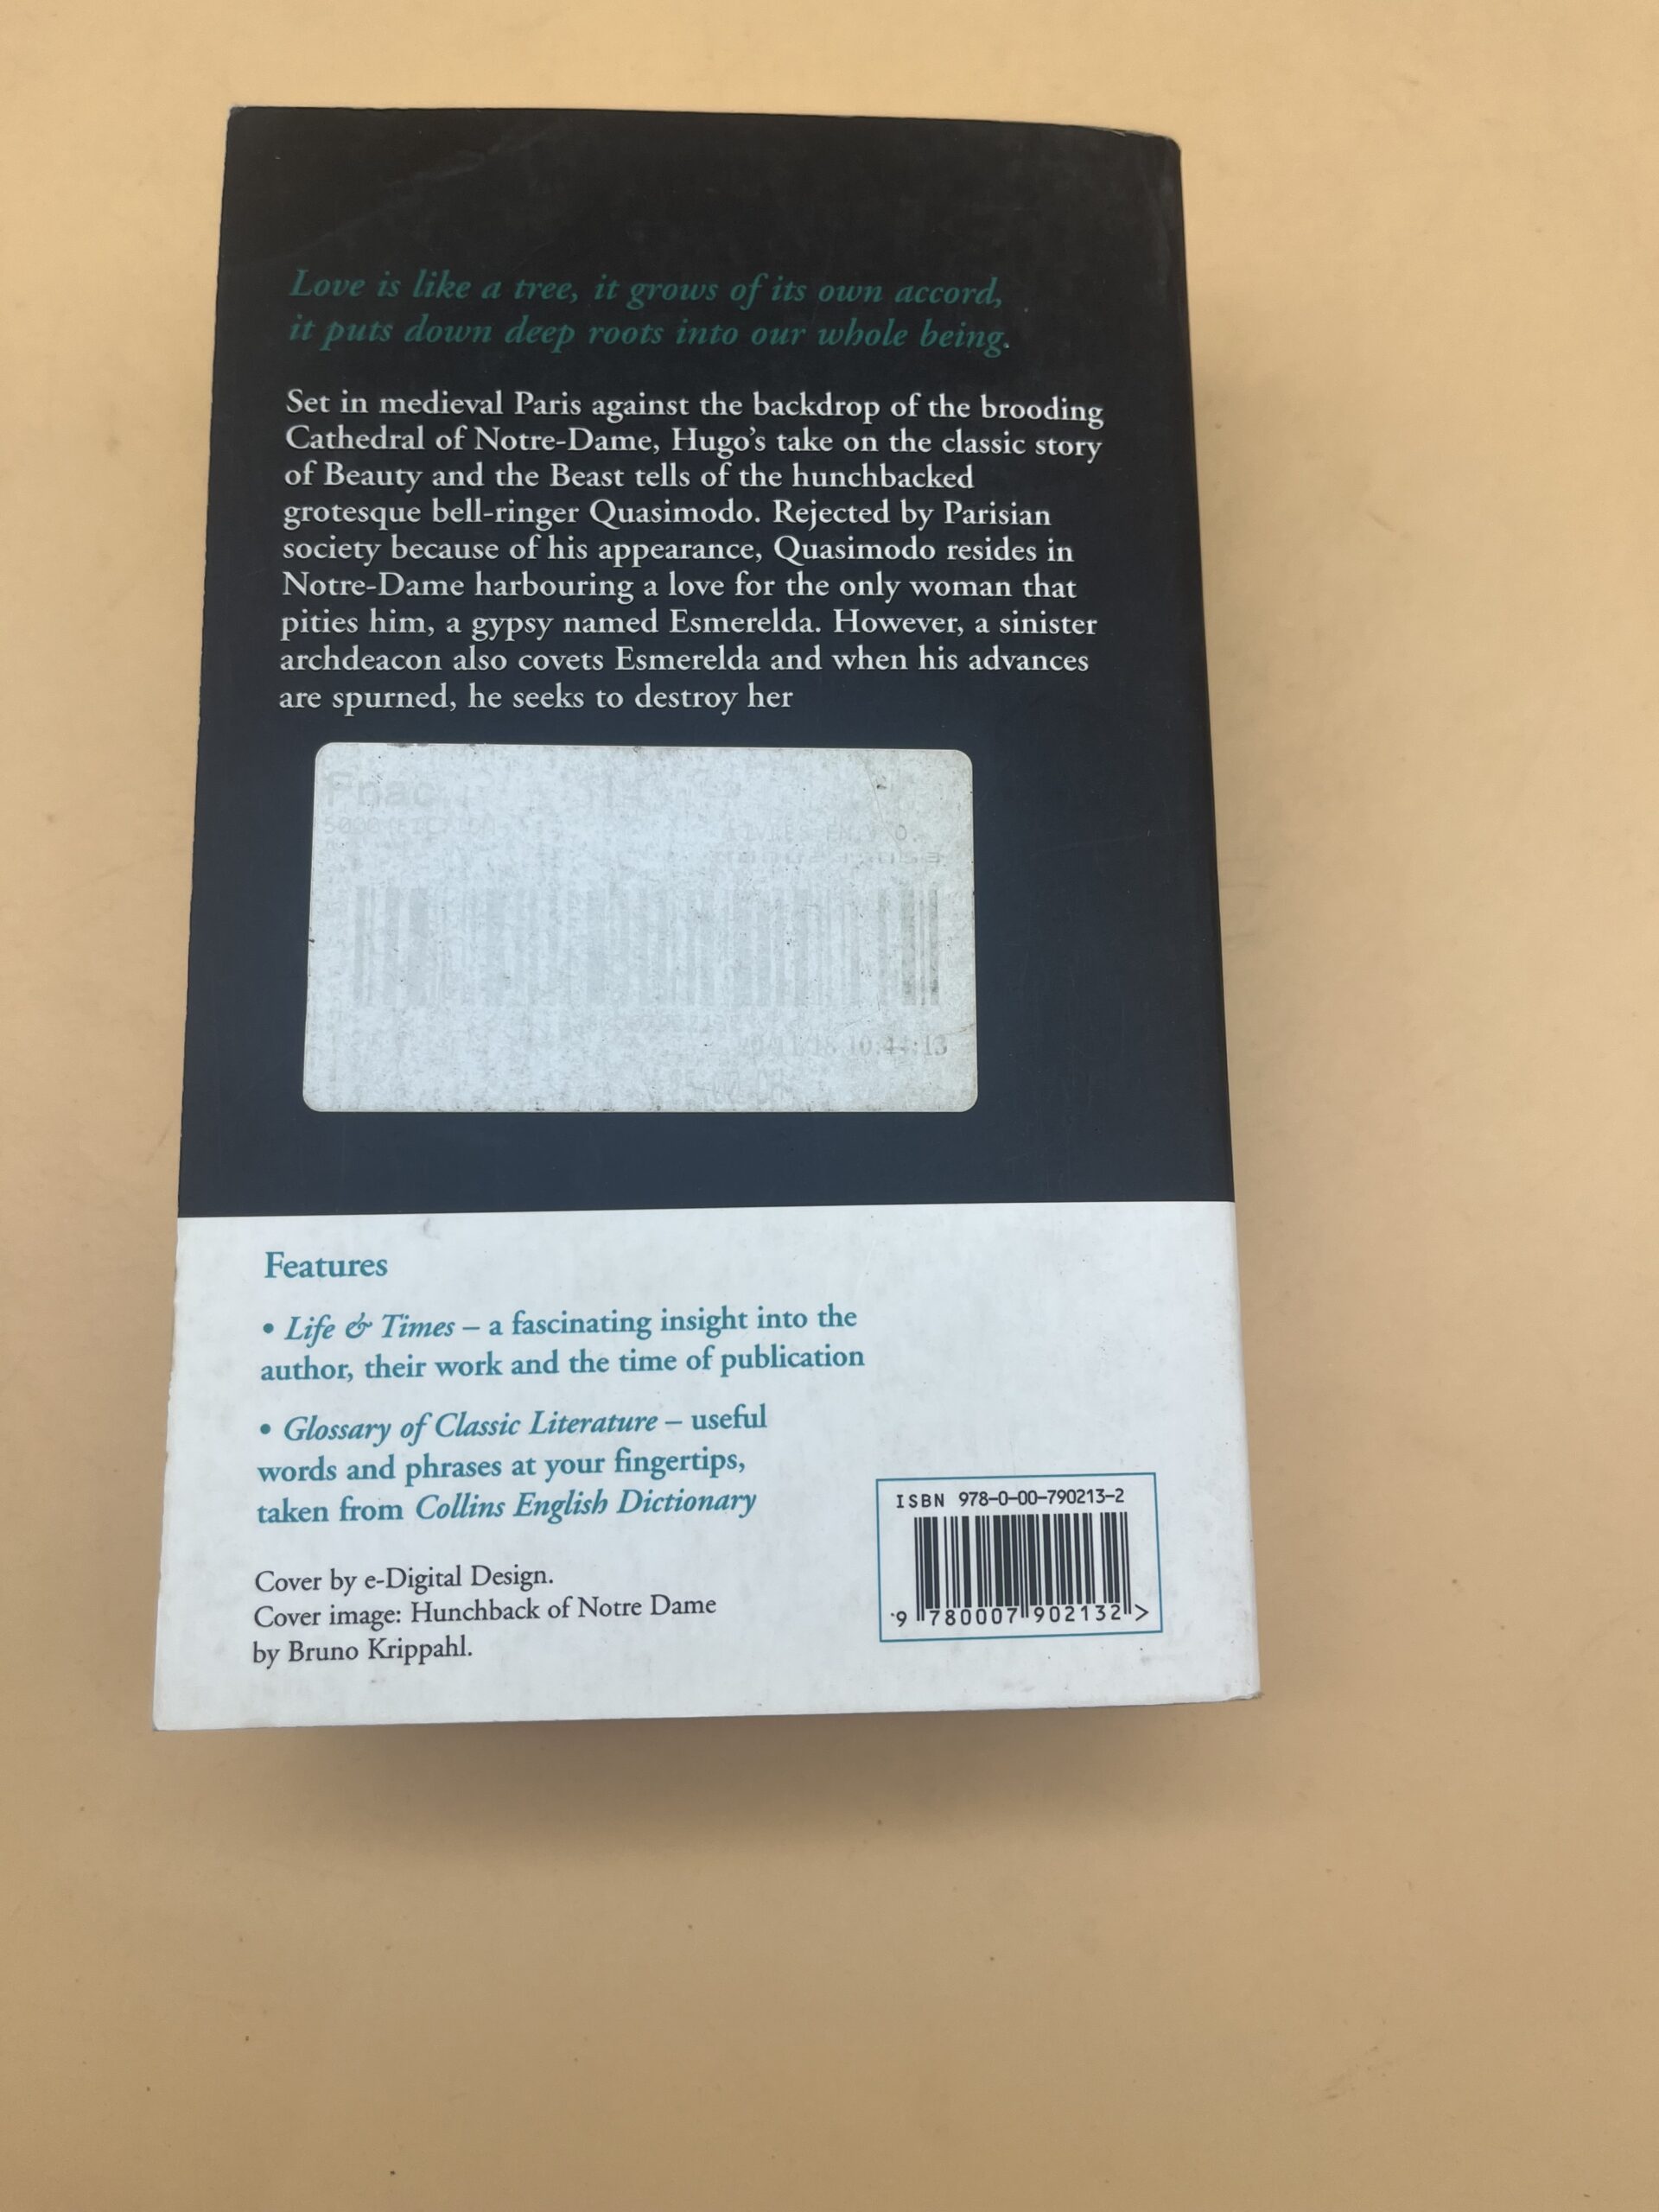 Love is like a tree, it grows of its own accord,
it puts down deep roots into our whole being.
Set in medieval Paris against the backdrop of the brooding
Cathedral of Notre-Dame, Hugo's take on the classic story
of Beauty and the Beast tells of the hunchbacked
grotesque bell-ringer Quasimodo. Rejected by Parisian
society because of his appearance, Quasimodo resides in
Notre-Dame harbouring a love for the only woman that
pities him, a gypsy named Esmerelda. However, a sinister
archdeacon also covets Esmerelda and when his advances
are spurned, he seeks to destroy her
Fnac
10:44:13
Features
• Life & Times – a fascinating insight into the
author, their work and the time of publication
• Glossary of Classic Literature – useful
words and phrases at your fingertips,
taken from Collins English Dictionary
Cover by e-Digital Design.
Cover image: Hunchback of Notre Dame
by Bruno Krippahl.
ISBN 978-0-00-790213-2
9 780007 902132 >